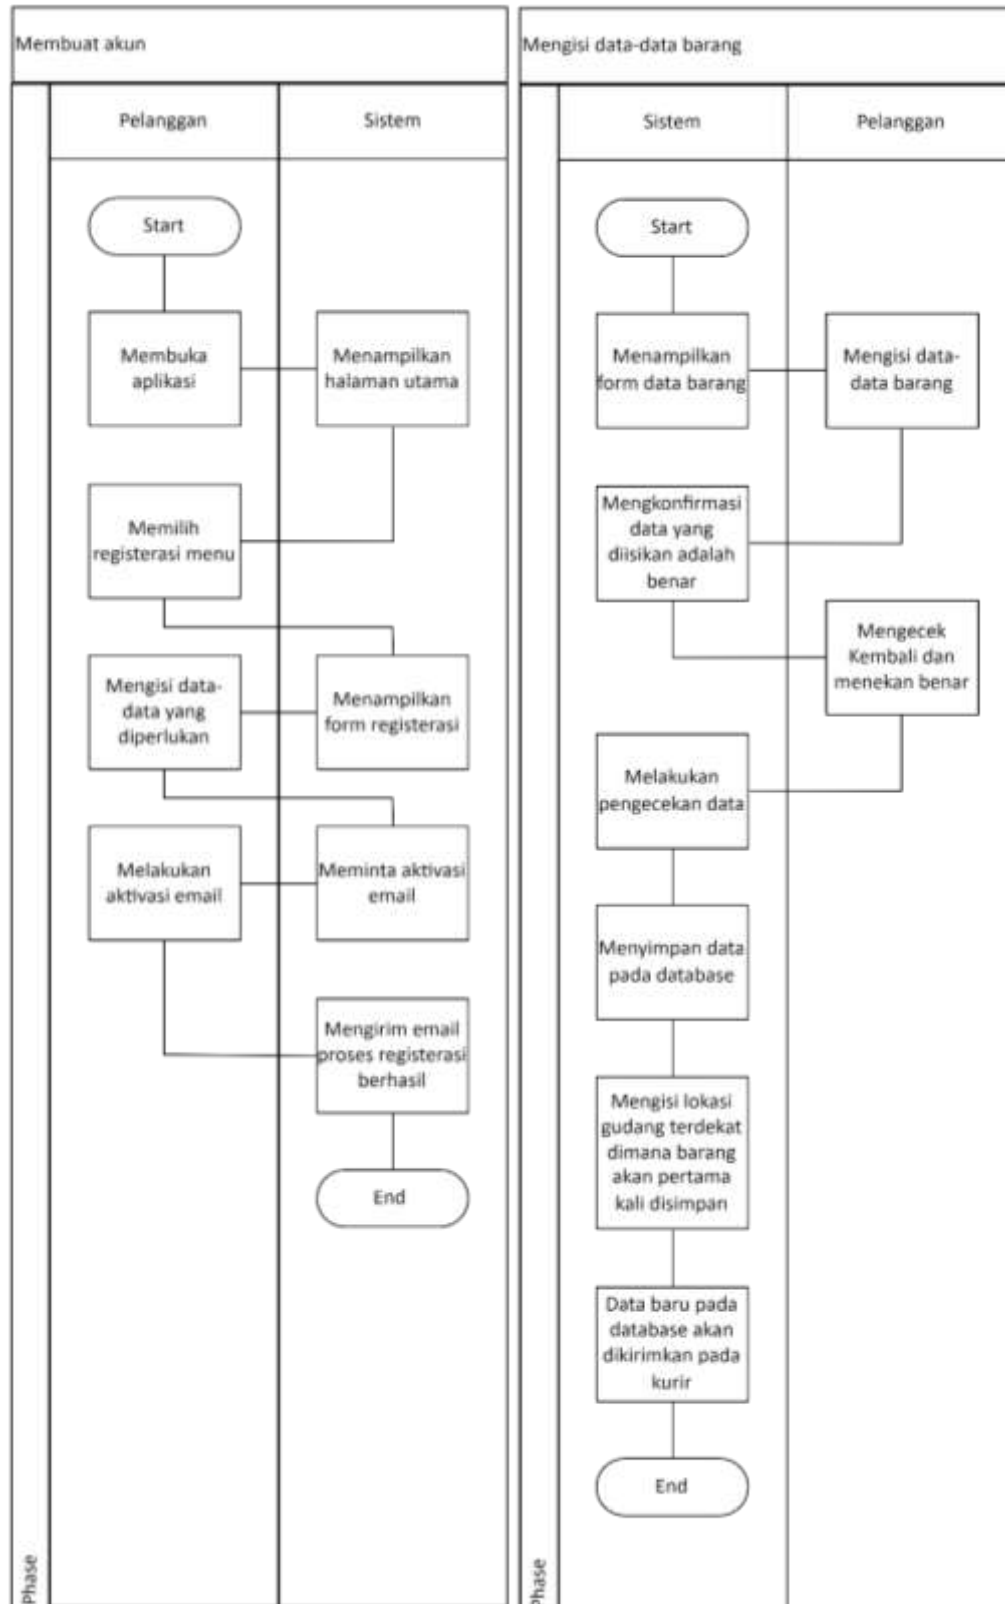 Membuat akun
Pelanggan
Sistem
Start
Membuka
aplikasi
Menampilkan
halaman utama
Memilih
registerasi menu
Mengisi data-
data yang
diperlukan
Menampilkan
form registerasi
Melakukan
aktivasi email
Meminta aktivasi
email
Mengirim email
proses registerasi
berhasil
End
Phase
Mengisi data-data barang
Sistem
Pelanggan
Start
Menampilkan
form data barang
Mengisi data-
data barang
Mengkonfirmasi
data yang
diisikan adalah
benar
Mengecek
Kembali dan
menekan benar
Melakukan
pengecekan data
Menyimpan data
pada database
Mengisi lokasi
gudang terdekat
dimana barang
akan pertama
kali disimpan
Data baru pada
database akan
dikirimkan pada
kurir
End
Phase